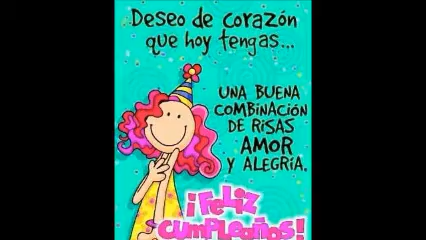 Deseo de corazón
que hoy tengas...
UNA BUENA
COMBINACIÓN
DE RISAS
AMOR
Y ALEGRÍA.
¡Feliz
cumpleaños!